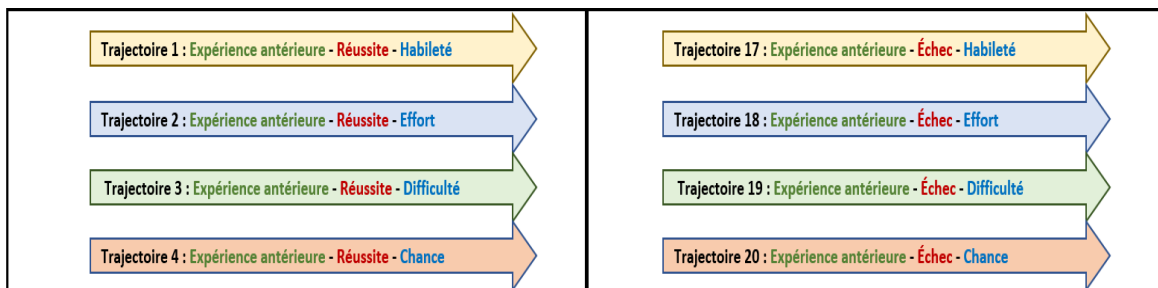 Trajectoire 1 : Expérience antérieure - Réussite - Habileté
Trajectoire 2 : Expérience antérieure - Réussite - Effort
Trajectoire 3 : Expérience antérieure - Réussite - Difficulté
Trajectoire 4 : Expérience antérieure - Réussite - Chance
Trajectoire 17 : Expérience antérieure - Échec - Habileté
Trajectoire 18 : Expérience antérieure - Échec - Effort
Trajectoire 19 : Expérience antérieure - Échec - Difficulté
Trajectoire 20 : Expérience antérieure - Échec - Chance